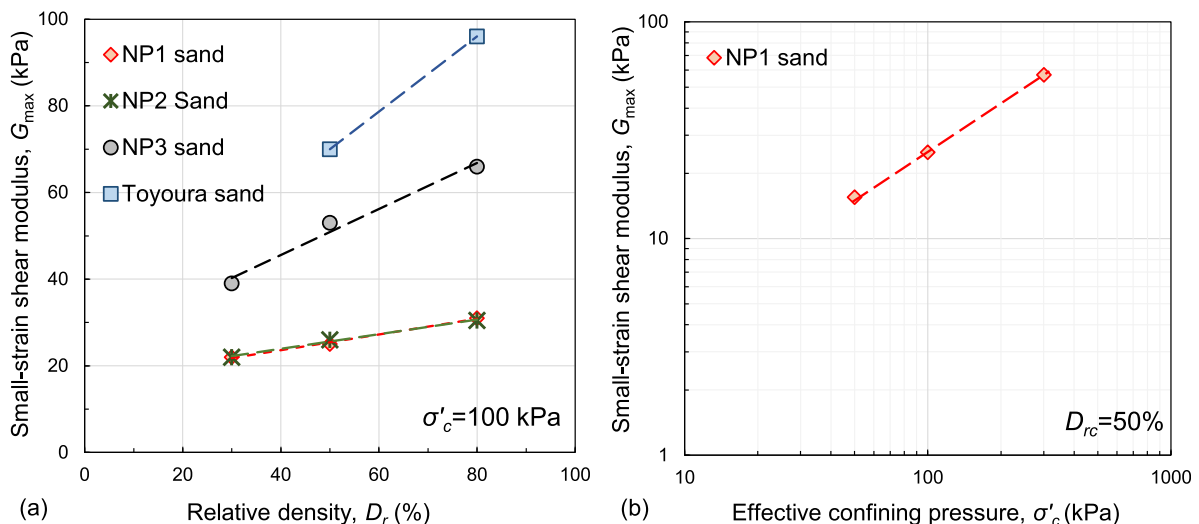 Small-strain shear modulus, Gmax (kPa)
100
80
60
40
20
0
NP1 sand
NP2 Sand
NP3 sand
Toyoura sand
σ′c=100 kPa
0 20 40 60 80 100
(a) Relative density, Dr (%)
Small-strain shear modulus, Gmax (kPa)
100
10
1
NP1 sand
Drc=50%
10 100 1000
(b) Effective confining pressure, σ′c (kPa)